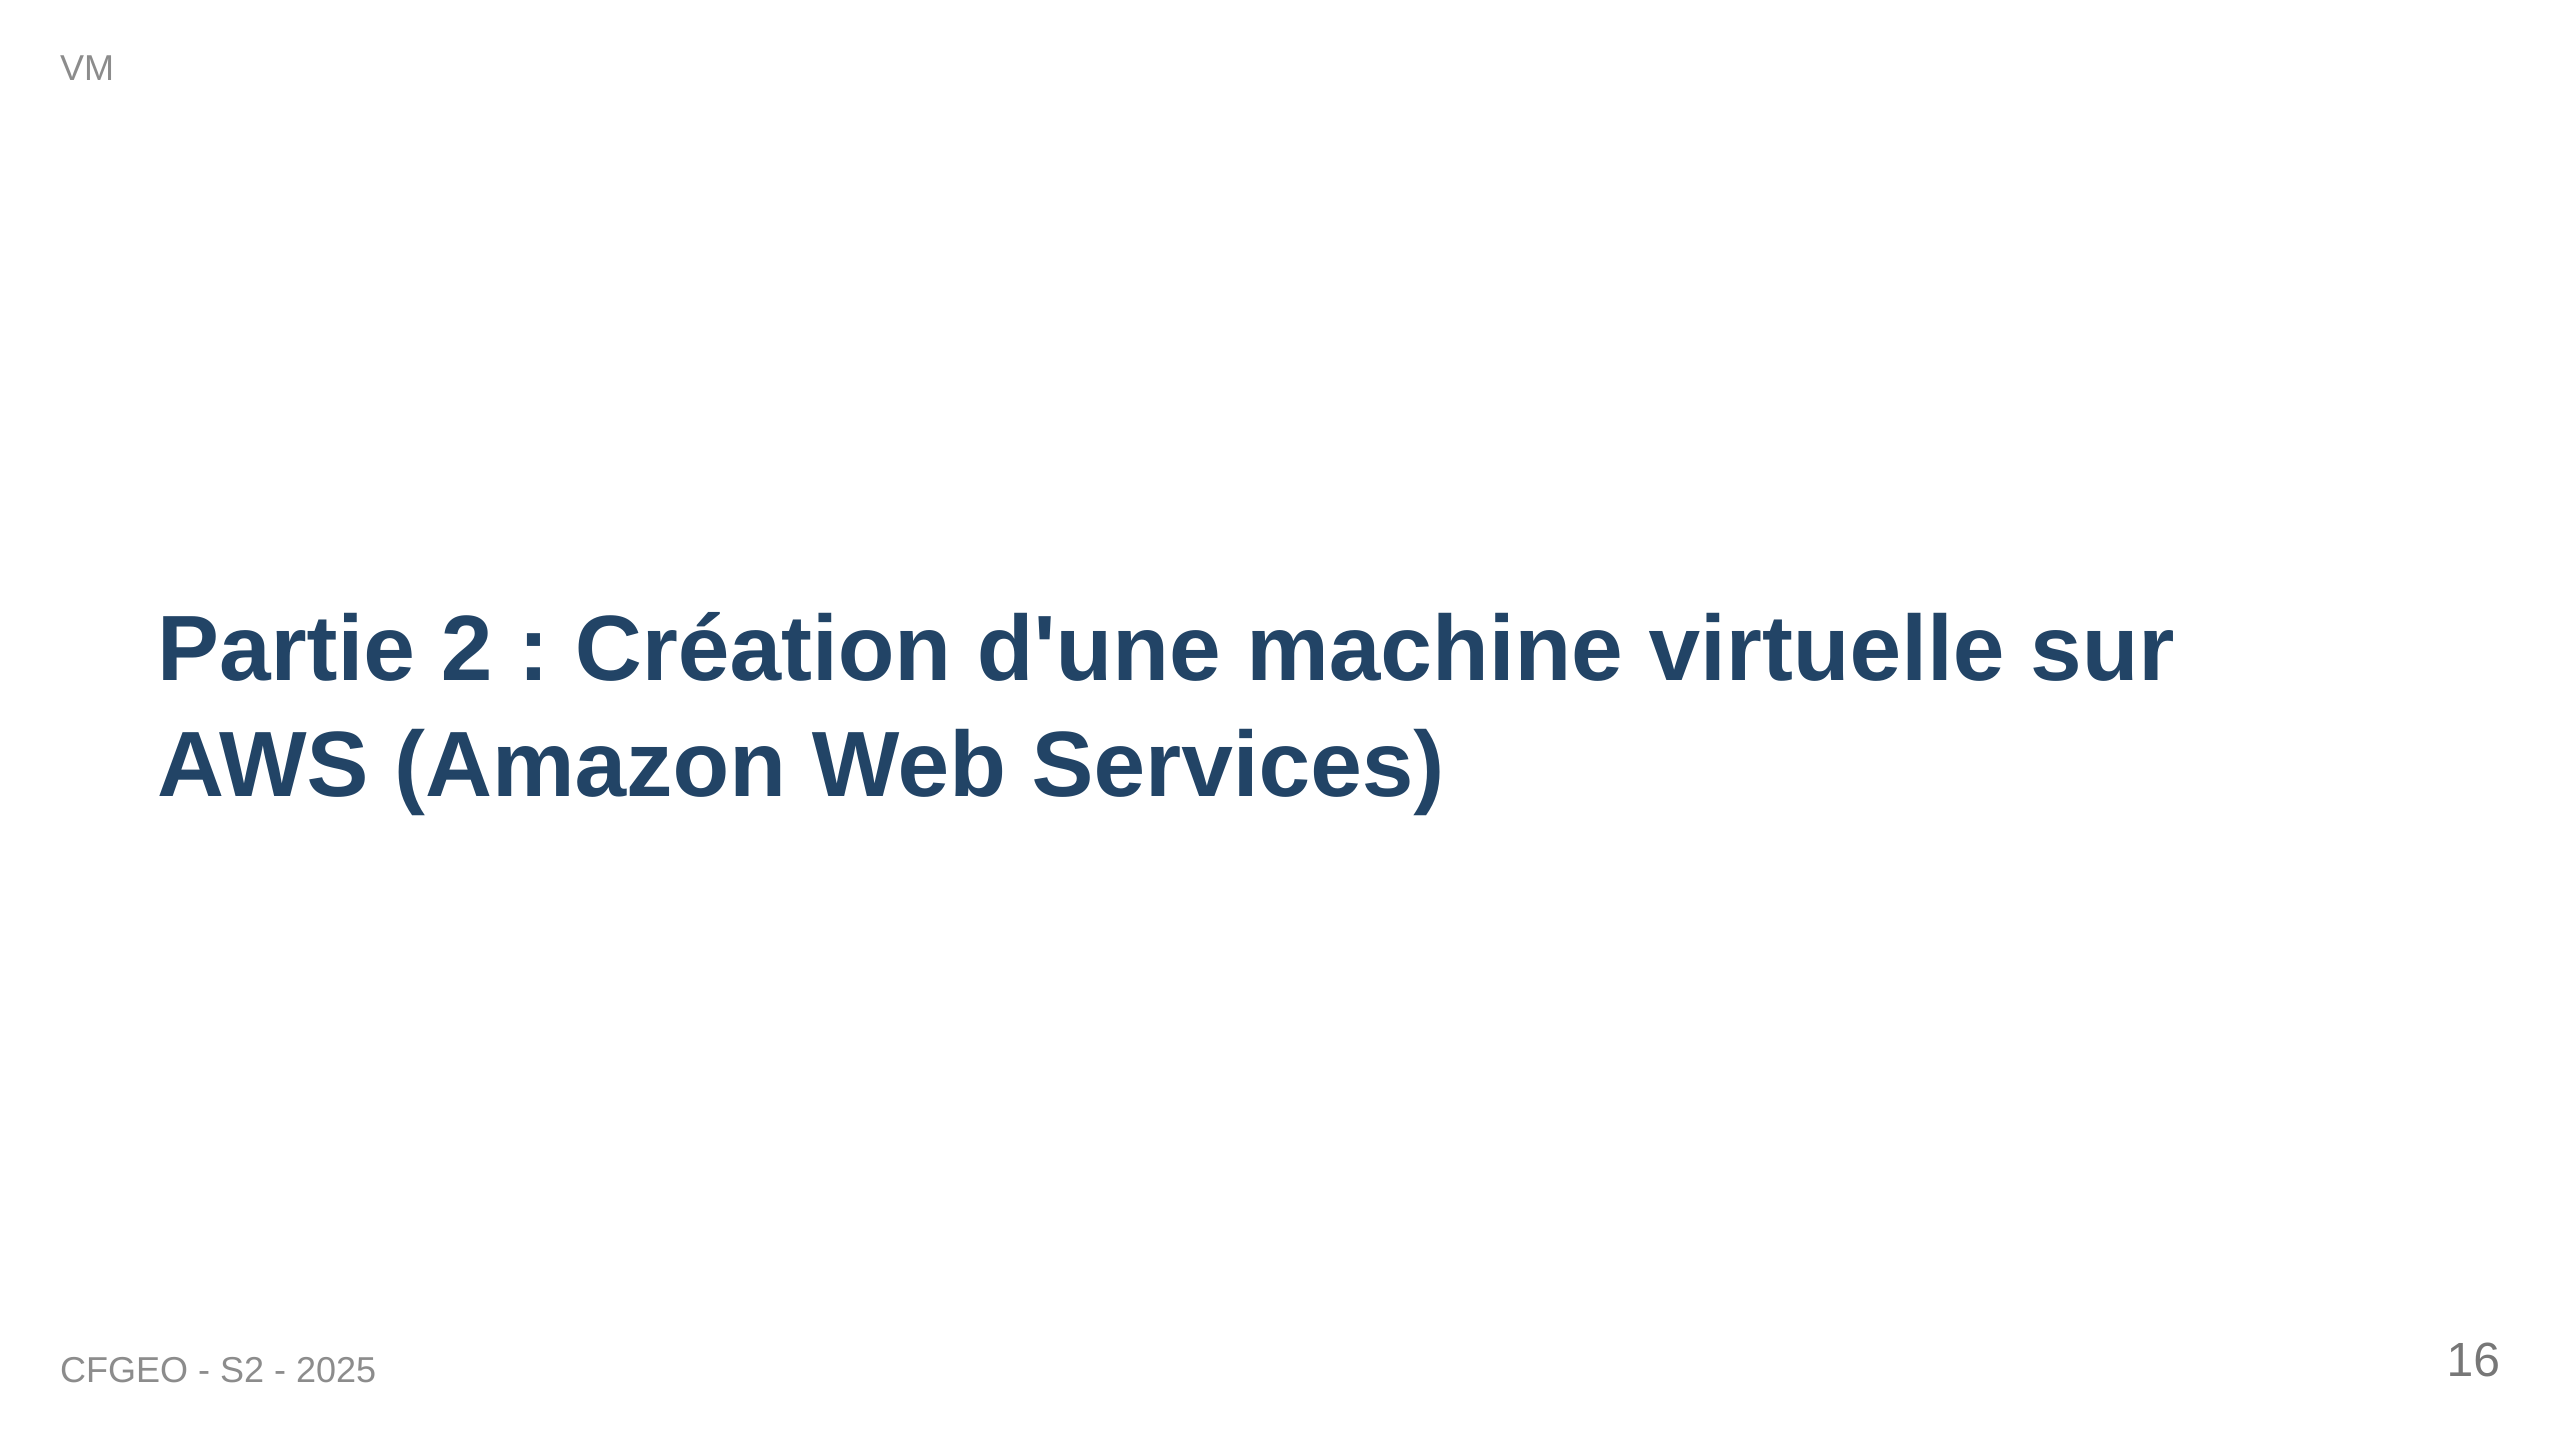 VM
Partie 2 : Création d'une machine virtuelle sur
AWS (Amazon Web Services)
CFGEO - S2 - 2025
16